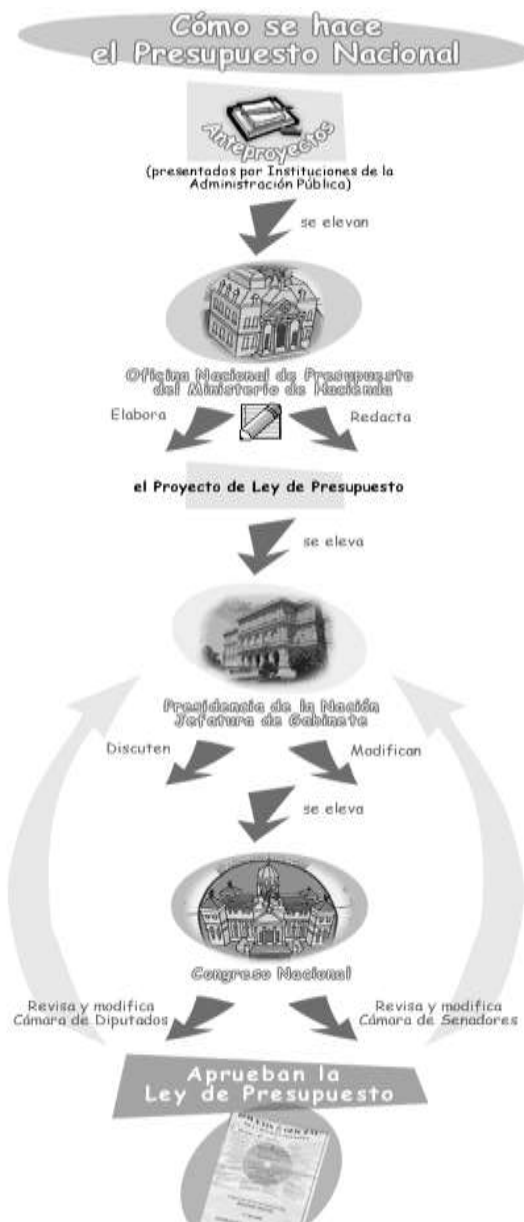 Cómo se hace
el Presupuesto Nacional
Anteproyectos
(presentados por Instituciones de la
Administración Pública)
se elevan
Oficina Nacional de Presupuesto
del Ministerio de Hacienda
Elabora
Redacta
el Proyecto de Ley de Presupuesto
se eleva
Presidencia de la Nación
Jefatura de Gabinete
Discuten
Modifican
se eleva
Congreso Nacional
Revisa y modifica
Cámara de Diputados
Revisa y modifica
Cámara de Senadores
Aprueban la
Ley de Presupuesto